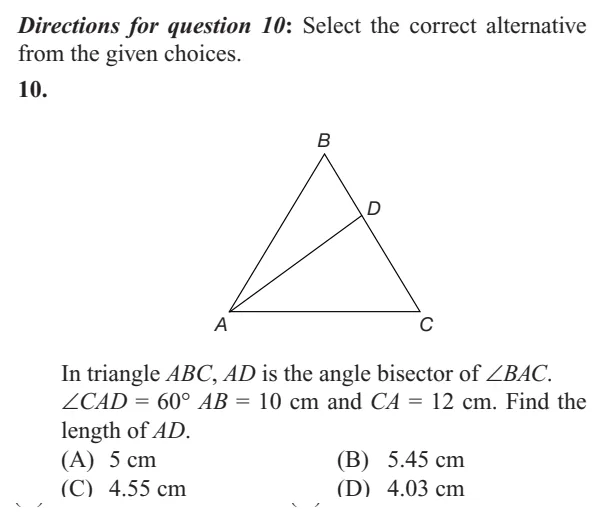 Directions for question 10: Select the correct alternative
from the given choices.
10.
B
D
A
C
In triangle ABC, AD is the angle bisector of ∠BAC.
∠CAD = 60° AB = 10 cm and CA = 12 cm. Find the
length of AD.
(A) 5 cm (B) 5.45 cm
(C) 4.55 cm (D) 4.03 cm